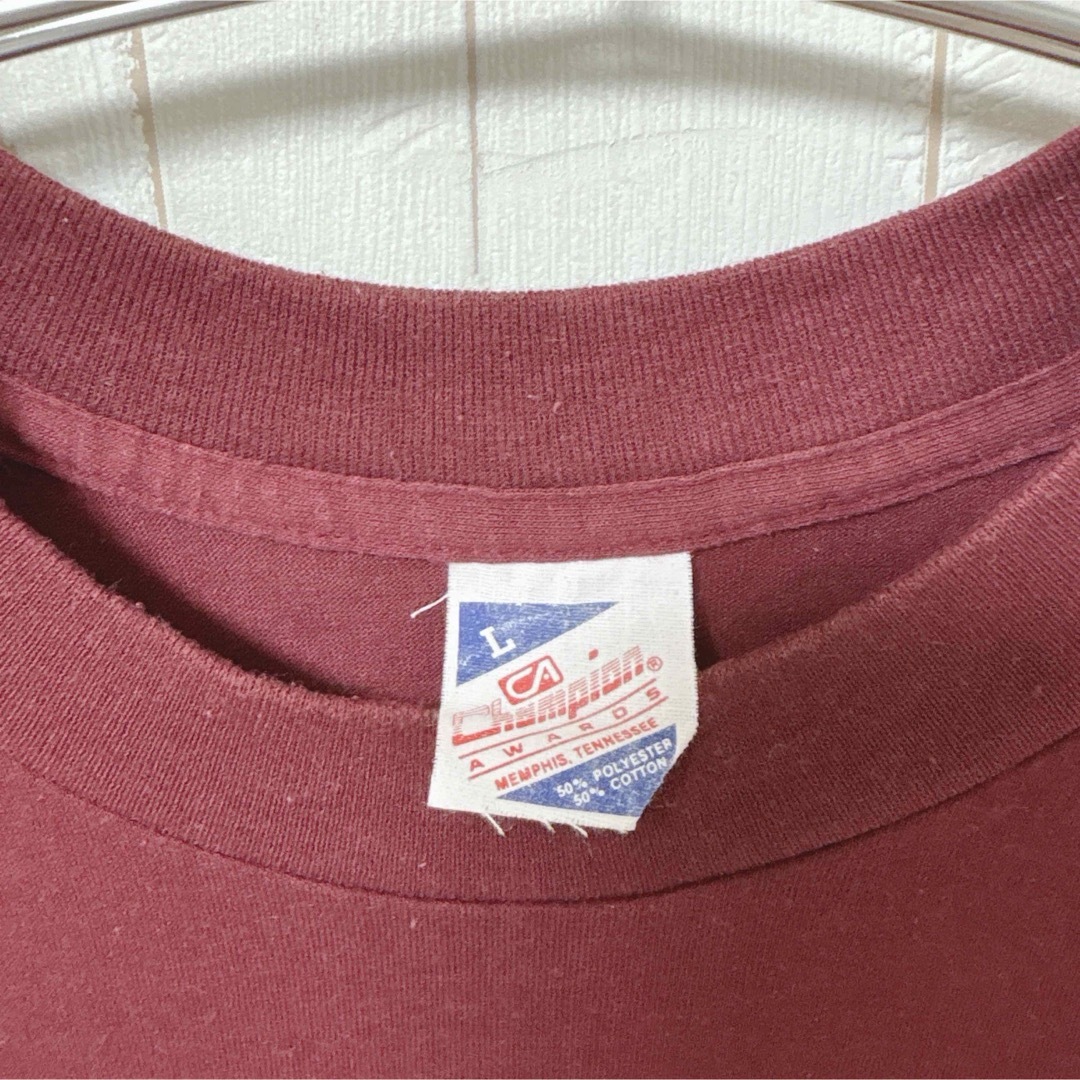 L
CA
Champion®
AWARDS
MEMPHIS, TENNESSEE
50% POLYESTER
50% COTTON